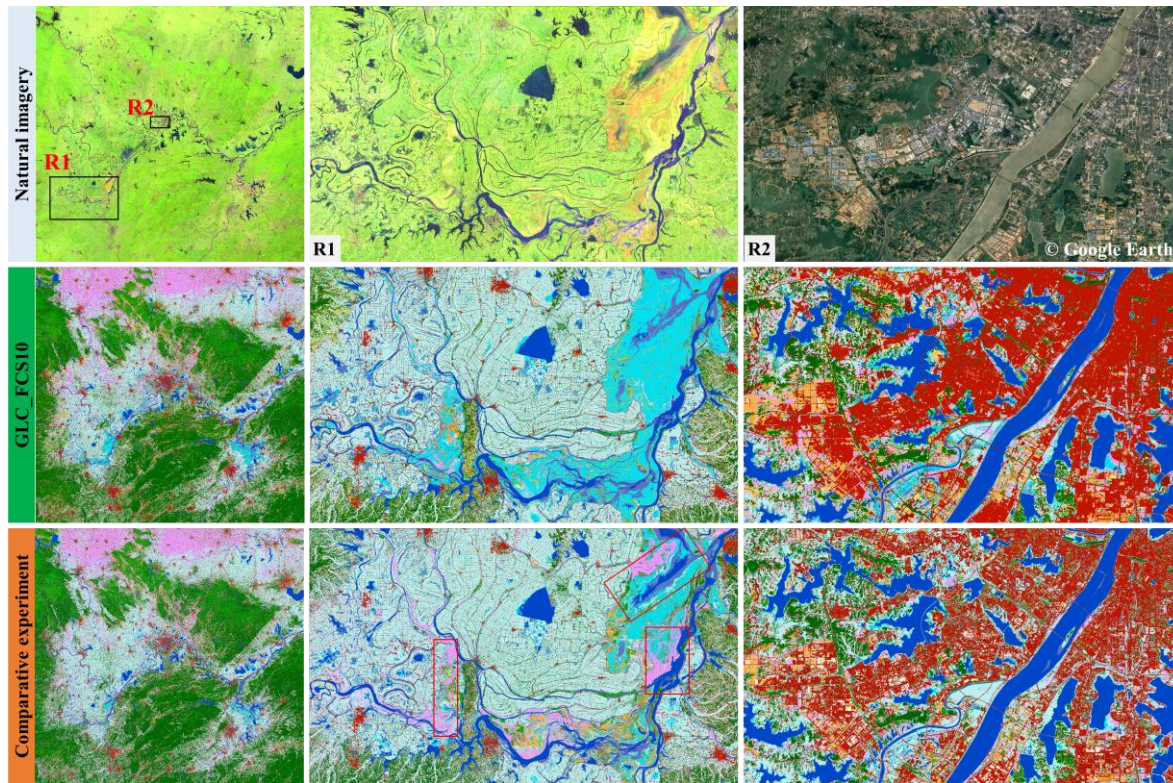 Natural imagery
R2
R1
R1
R2
© Google Earth
GLC_FCS10
Comparative experiment